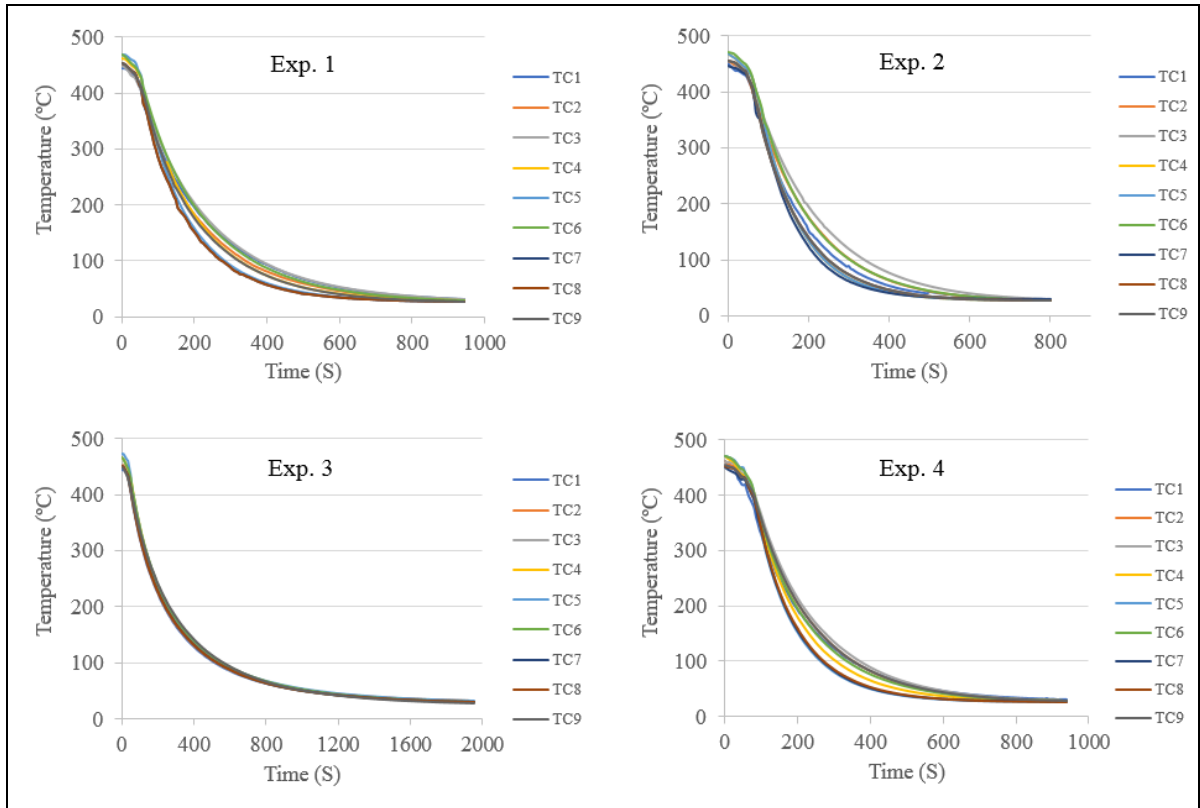 Exp. 1
Temperature (ºC)
500
400
300
200
100
0
0 200 400 600 800 1000
Time (S)
TC1
TC2
TC3
TC4
TC5
TC6
TC7
TC8
TC9
Exp. 2
Temperature (ºC)
500
400
300
200
100
0
0 200 400 600 800
Time (S)
TC1
TC2
TC3
TC4
TC5
TC6
TC7
TC8
TC9
Exp. 3
Temperature (ºC)
500
400
300
200
100
0
0 400 800 1200 1600 2000
Time (S)
TC1
TC2
TC3
TC4
TC5
TC6
TC7
TC8
TC9
Exp. 4
Temperature (ºC)
500
400
300
200
100
0
0 200 400 600 800 1000
Time (S)
TC1
TC2
TC3
TC4
TC5
TC6
TC7
TC8
TC9